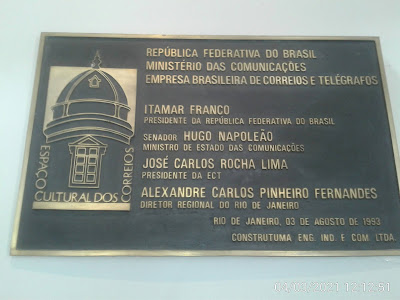 REPÚBLICA FEDERATIVA DO BRASIL
MINISTÉRIO DAS COMUNICAÇÕES
EMPRESA BRASILEIRA DE CORREIOS E TELÉGRAFOS
ITAMAR FRANCO
PRESIDENTE DA REPÚBLICA FEDERATIVA DO BRASIL
SENADOR HUGO NAPOLEÃO
MINISTRO DE ESTADO DAS COMUNICAÇÕES
JOSÉ CARLOS ROCHA LIMA
PRESIDENTE DA ECT
ALEXANDRE CARLOS PINHEIRO FERNANDES
DIRETOR REGIONAL DO RIO DE JANEIRO
RIO DE JANEIRO, 03 DE AGOSTO DE 1993
CONSTRUTUMA ENG. IND. E COM LTDA.
ESPAÇO
CULTURAL DOS
CORREIOS